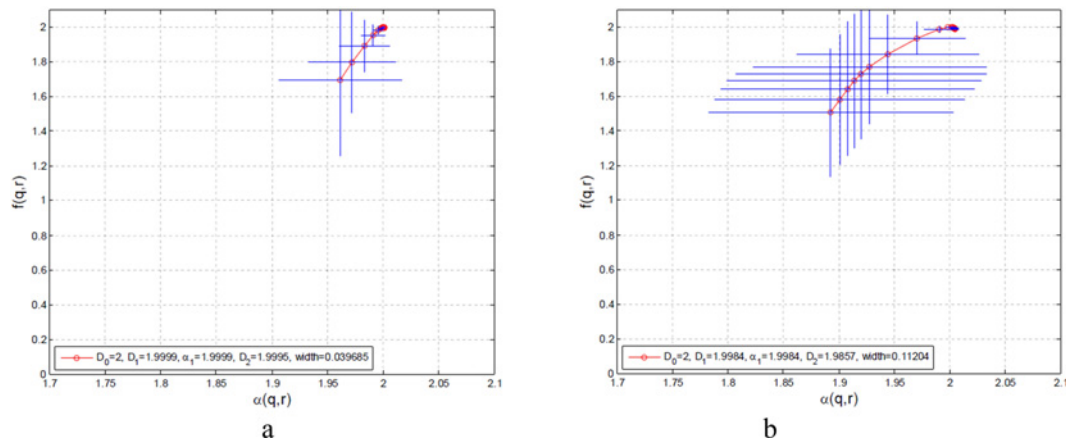 2
1.8
1.6
1.4
1.2
1
0.8
0.6
0.4
0.2
0
f(q,r)
D₀=2, D₁=1.9999, α₁=1.9999, D₂=1.9995, width=0.039685
1.7 1.75 1.8 1.85 1.9 1.95 2 2.05 2.1
α(q,r)
a
2
1.8
1.6
1.4
1.2
1
0.8
0.6
0.4
0.2
0
f(q,r)
D₀=2, D₁=1.9984, α₁=1.9984, D₂=1.9857, width=0.11204
1.7 1.75 1.8 1.85 1.9 1.95 2 2.05 2.1
α(q,r)
b